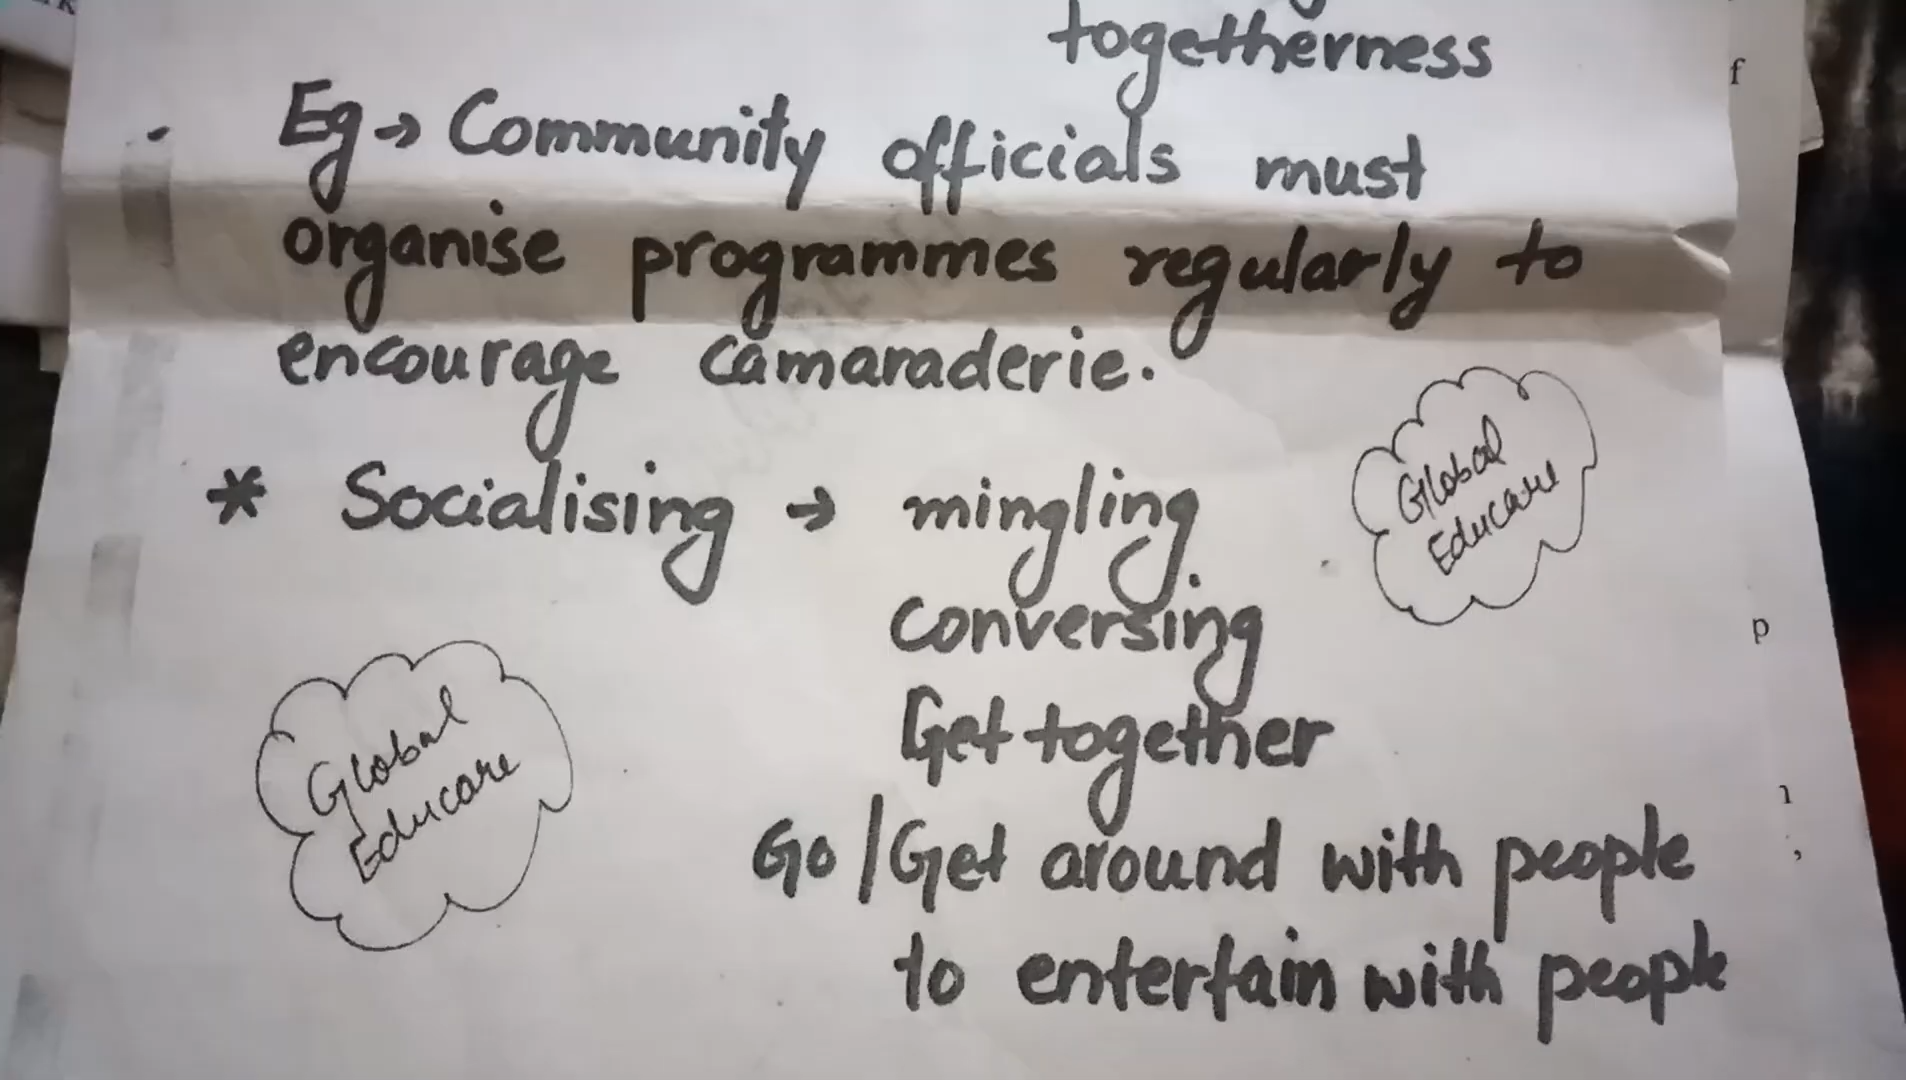 togetherness
Eg → Community officials must
organise programmes regularly to
encourage camaraderie.
* Socialising → mingling
conversing
Get together
Go / Get around with people
to entertain with people
Global
Educare
Global
Educare
f
p